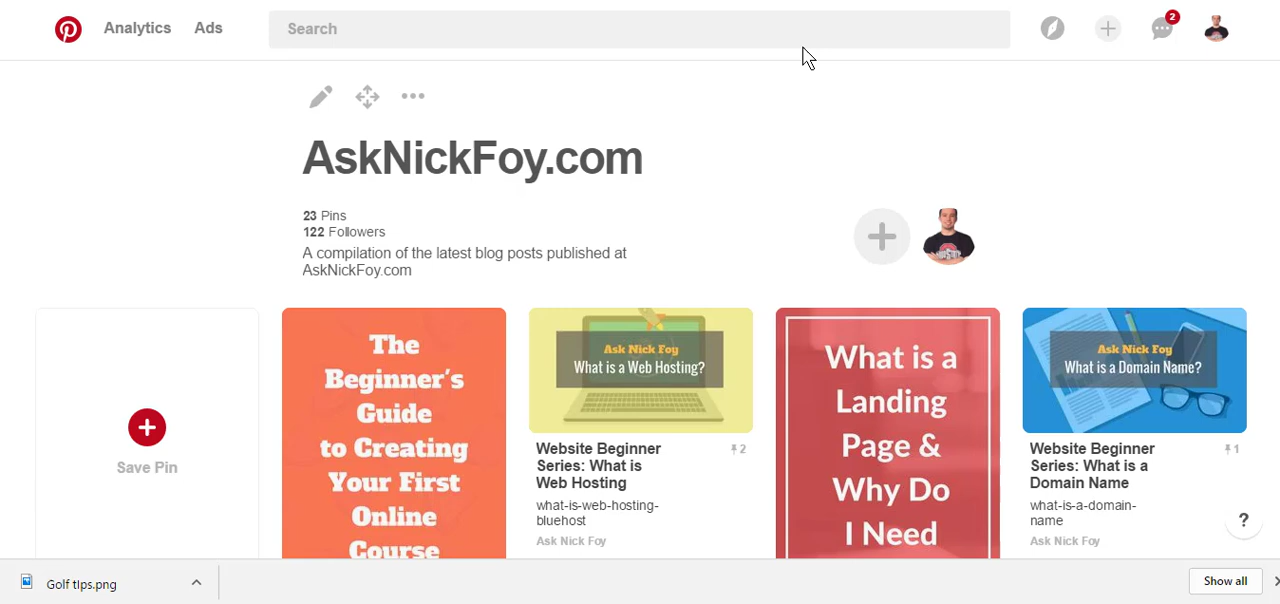 Analytics
Ads
Search
2
AskNickFoy.com
23 Pins
122 Followers
A compilation of the latest blog posts published at
AskNickFoy.com
Save Pin
The
Beginner's
Guide
to Creating
Your First
Online
Course
Ask Nick Foy
What is a Web Hosting?
Website Beginner
Series: What is
Web Hosting
2
what-is-web-hosting-
bluehost
Ask Nick Foy
What is a
Landing
Page &
Why Do
I Need
Ask Nick Foy
What is a Domain Name?
Website Beginner
Series: What is a
Domain Name
1
what-is-a-domain-
name
Ask Nick Foy
?
Golf tIps.png
Show all